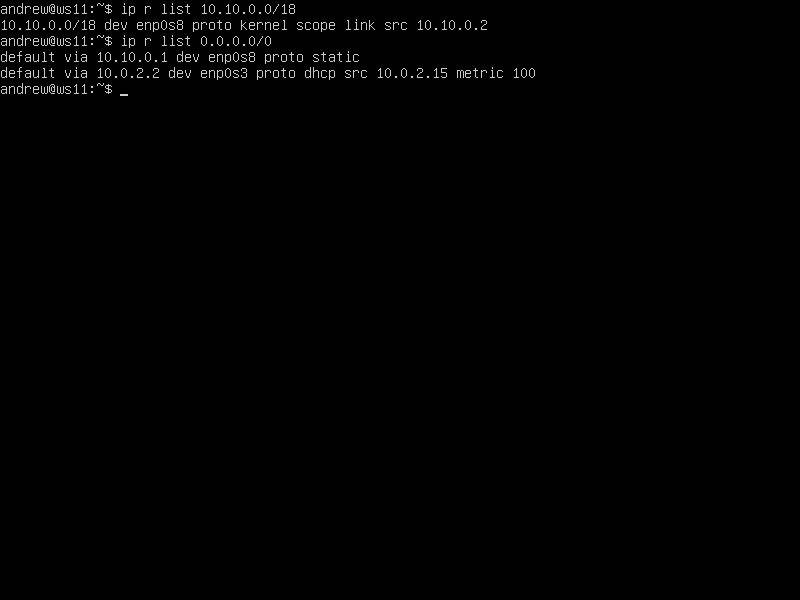 andrew@ws11:~$ ip r list 10.10.0.0/18
10.10.0.0/18 dev enp0s8 proto kernel scope link src 10.10.0.2
andrew@ws11:~$ ip r list 0.0.0.0/0
default via 10.10.0.1 dev enp0s8 proto static
default via 10.0.2.2 dev enp0s3 proto dhcp src 10.0.2.15 metric 100
andrew@ws11:~$ _